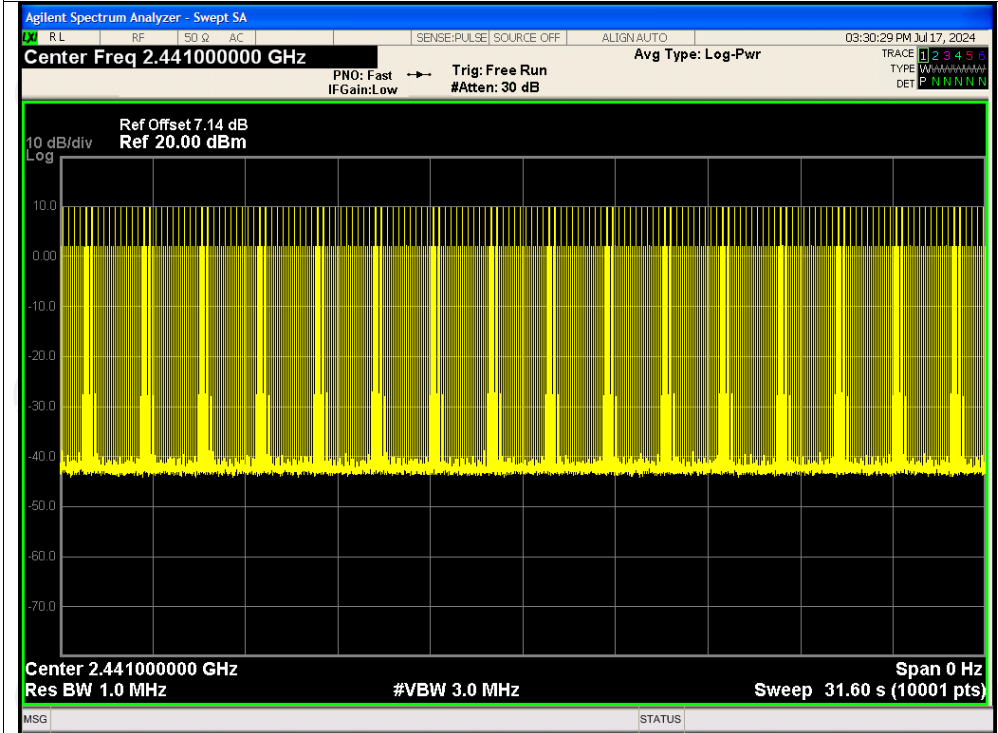 Agilent Spectrum Analyzer - Swept SA
LXI RL RF 50 Ω AC SENSE:PULSE SOURCE OFF ALIGNAUTO 03:30:29 PM Jul 17, 2024
Center Freq 2.441000000 GHz Avg Type: Log-Pwr TRACE 1 2 3 4 5 6
PNO: Fast Trig: Free Run TYPE WWWWWW
IFGain:Low #Atten: 30 dB DET P N N N N N
Ref Offset 7.14 dB
10 dB/div Ref 20.00 dBm
Log
10.0
0.00
-10.0
-20.0
-30.0
-40.0
-50.0
-60.0
-70.0
Center 2.441000000 GHz Span 0 Hz
Res BW 1.0 MHz #VBW 3.0 MHz Sweep 31.60 s (10001 pts)
MSG STATUS